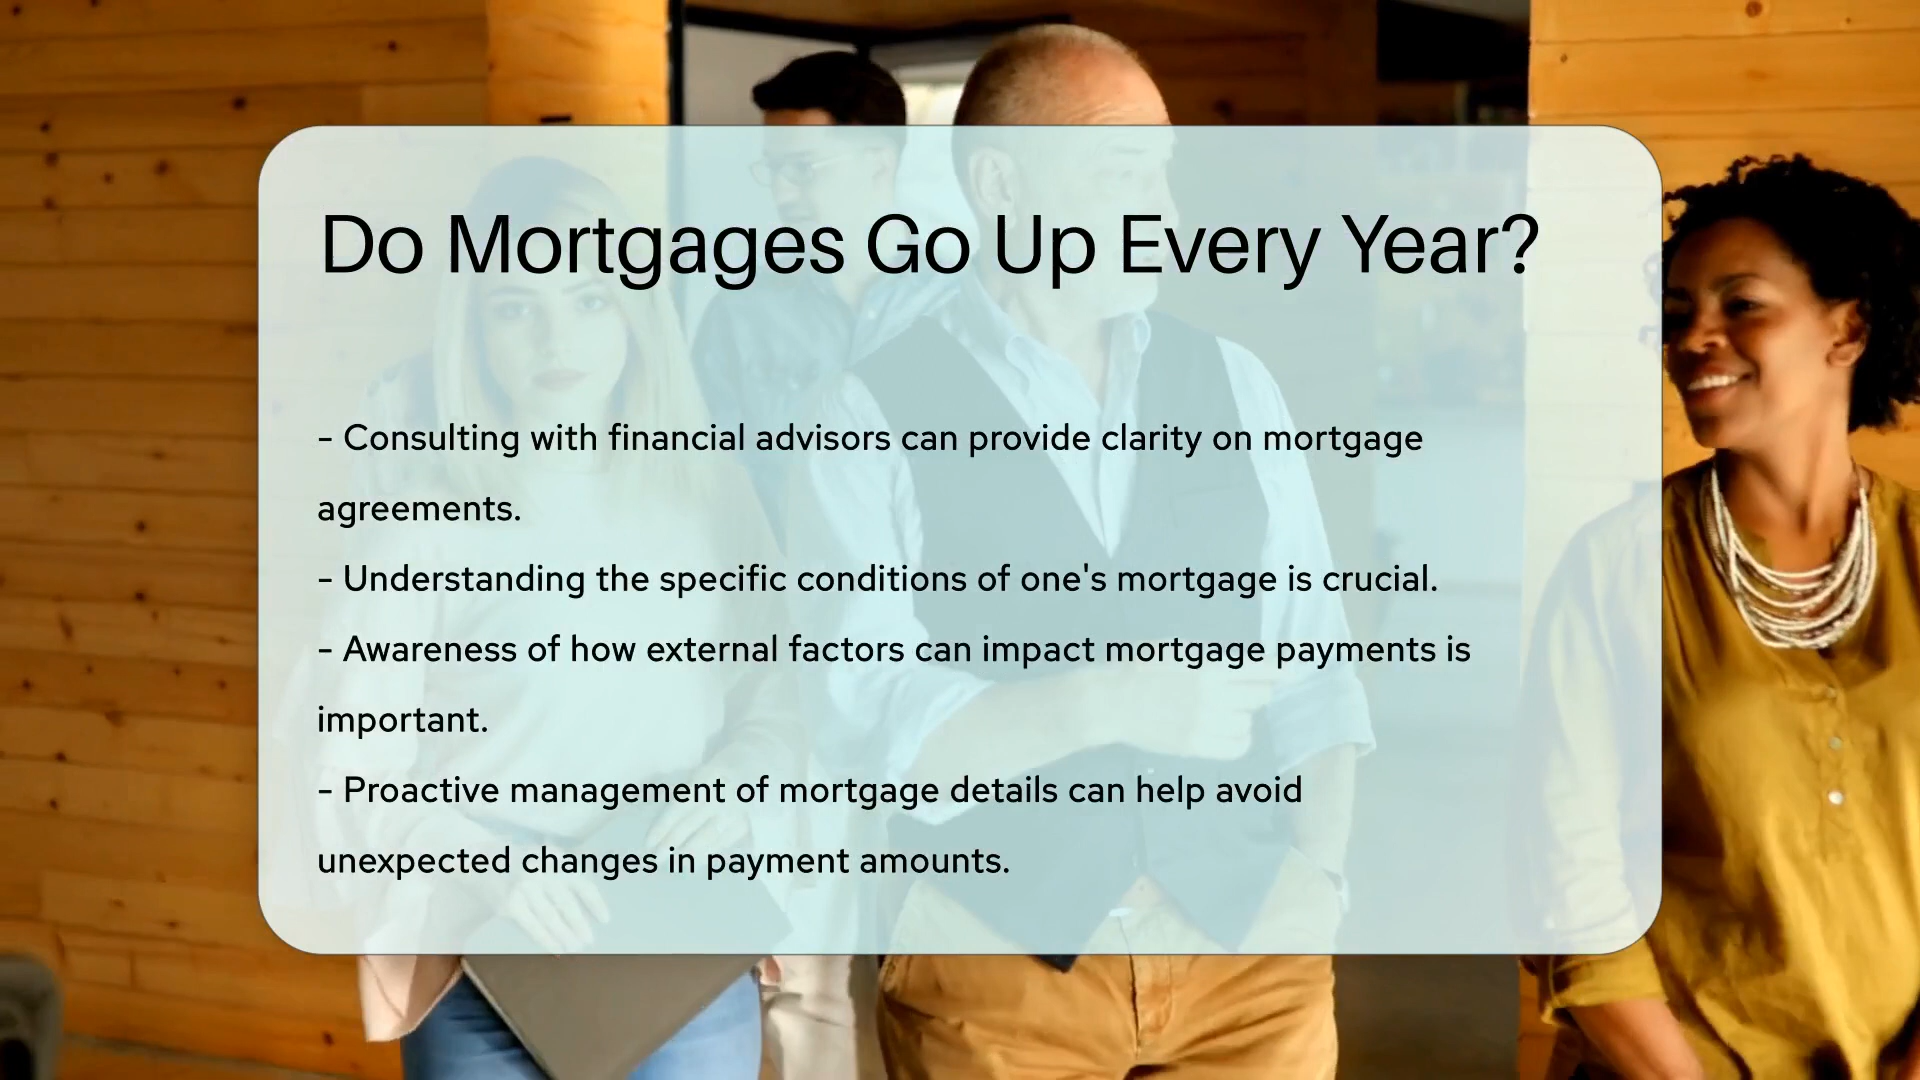 Do Mortgages Go Up Every Year?
- Consulting with financial advisors can provide clarity on mortgage
agreements.
- Understanding the specific conditions of one's mortgage is crucial.
- Awareness of how external factors can impact mortgage payments is
important.
- Proactive management of mortgage details can help avoid
unexpected changes in payment amounts.